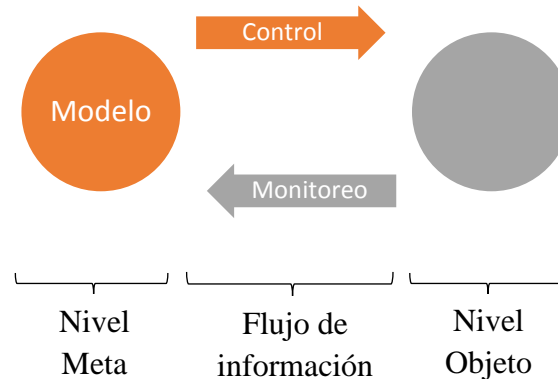 Control
Modelo
Monitoreo
Nivel
Meta
Flujo de
información
Nivel
Objeto